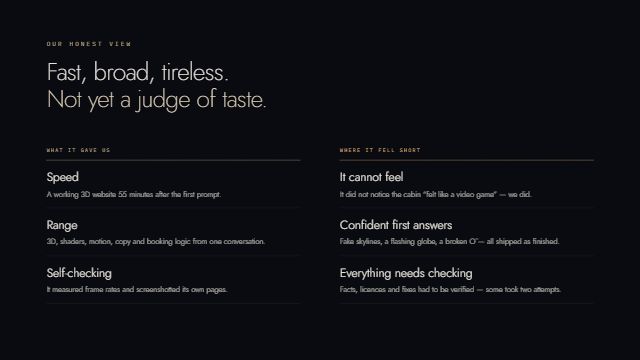 OUR HONEST VIEW
Fast, broad, tireless.
Not yet a judge of taste.
WHAT IT GAVE US
Speed
A working 3D website 55 minutes after the first prompt.
Range
3D, shaders, motion, copy and booking logic from one conversation.
Self-checking
It measured frame rates and screenshotted its own pages.
WHERE IT FELL SHORT
It cannot feel
It did not notice the cabin “felt like a video game” — we did.
Confident first answers
Fake skylines, a flashing globe, a broken — all shipped as finished.
Everything needs checking
Facts, licences and fixes had to be verified — some took two attempts.